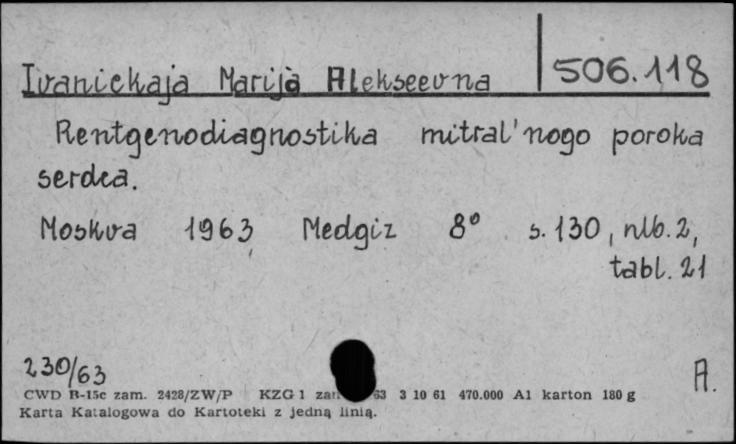 Ivanickaja Marija Alekseevna 506.118
Rentgenodiagnostika mitral'nogo poroka
serdca.
Moskva 1963 Medgiz 8° s. 130, nlb. 2,
tabl. 21
230/63
A.
CWD B-15c zam. 2428/ZW/P KZG 1 63 3 10 61 470.000 A1 karton 180 g
Karta Katalogowa do Kartoteki z jedną linią.